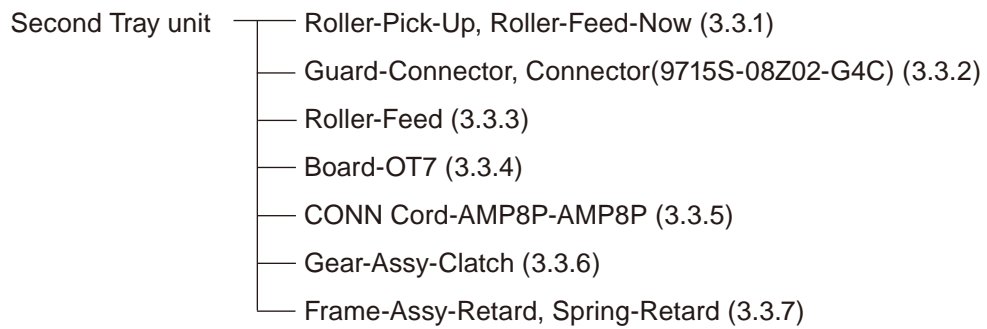 Second Tray unit Roller-Pick-Up, Roller-Feed-Now (3.3.1)
Guard-Connector, Connector(9715S-08Z02-G4C) (3.3.2)
Roller-Feed (3.3.3)
Board-OT7 (3.3.4)
CONN Cord-AMP8P-AMP8P (3.3.5)
Gear-Assy-Clatch (3.3.6)
Frame-Assy-Retard, Spring-Retard (3.3.7)